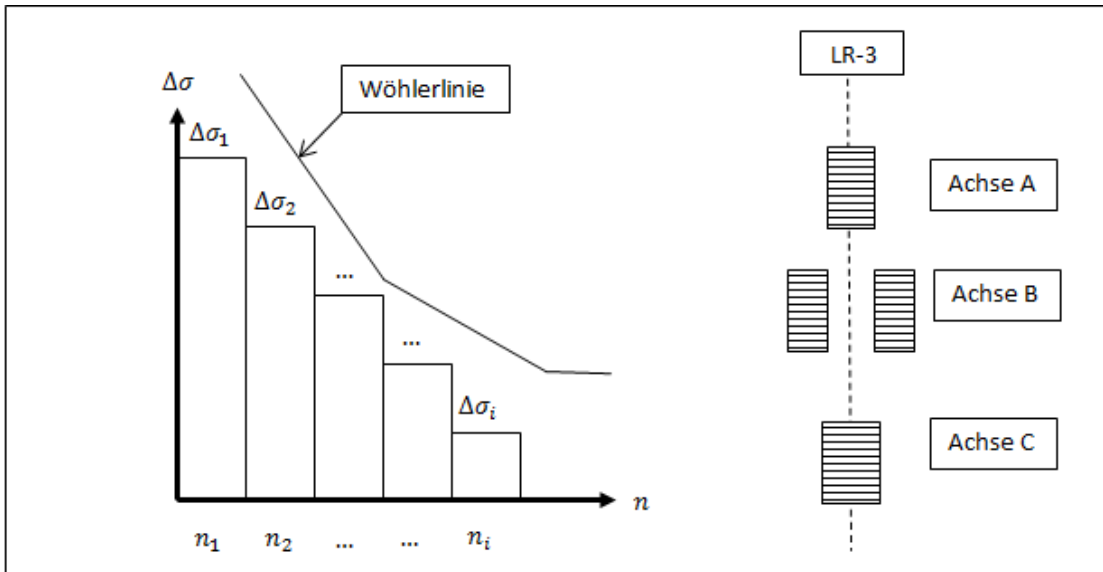 Δσ
Wöhlerlinie
Δσ₁
Δσ₂
...
...
Δσᵢ
n
n₁ n₂ ... ... nᵢ
LR-3
Achse A
Achse B
Achse C